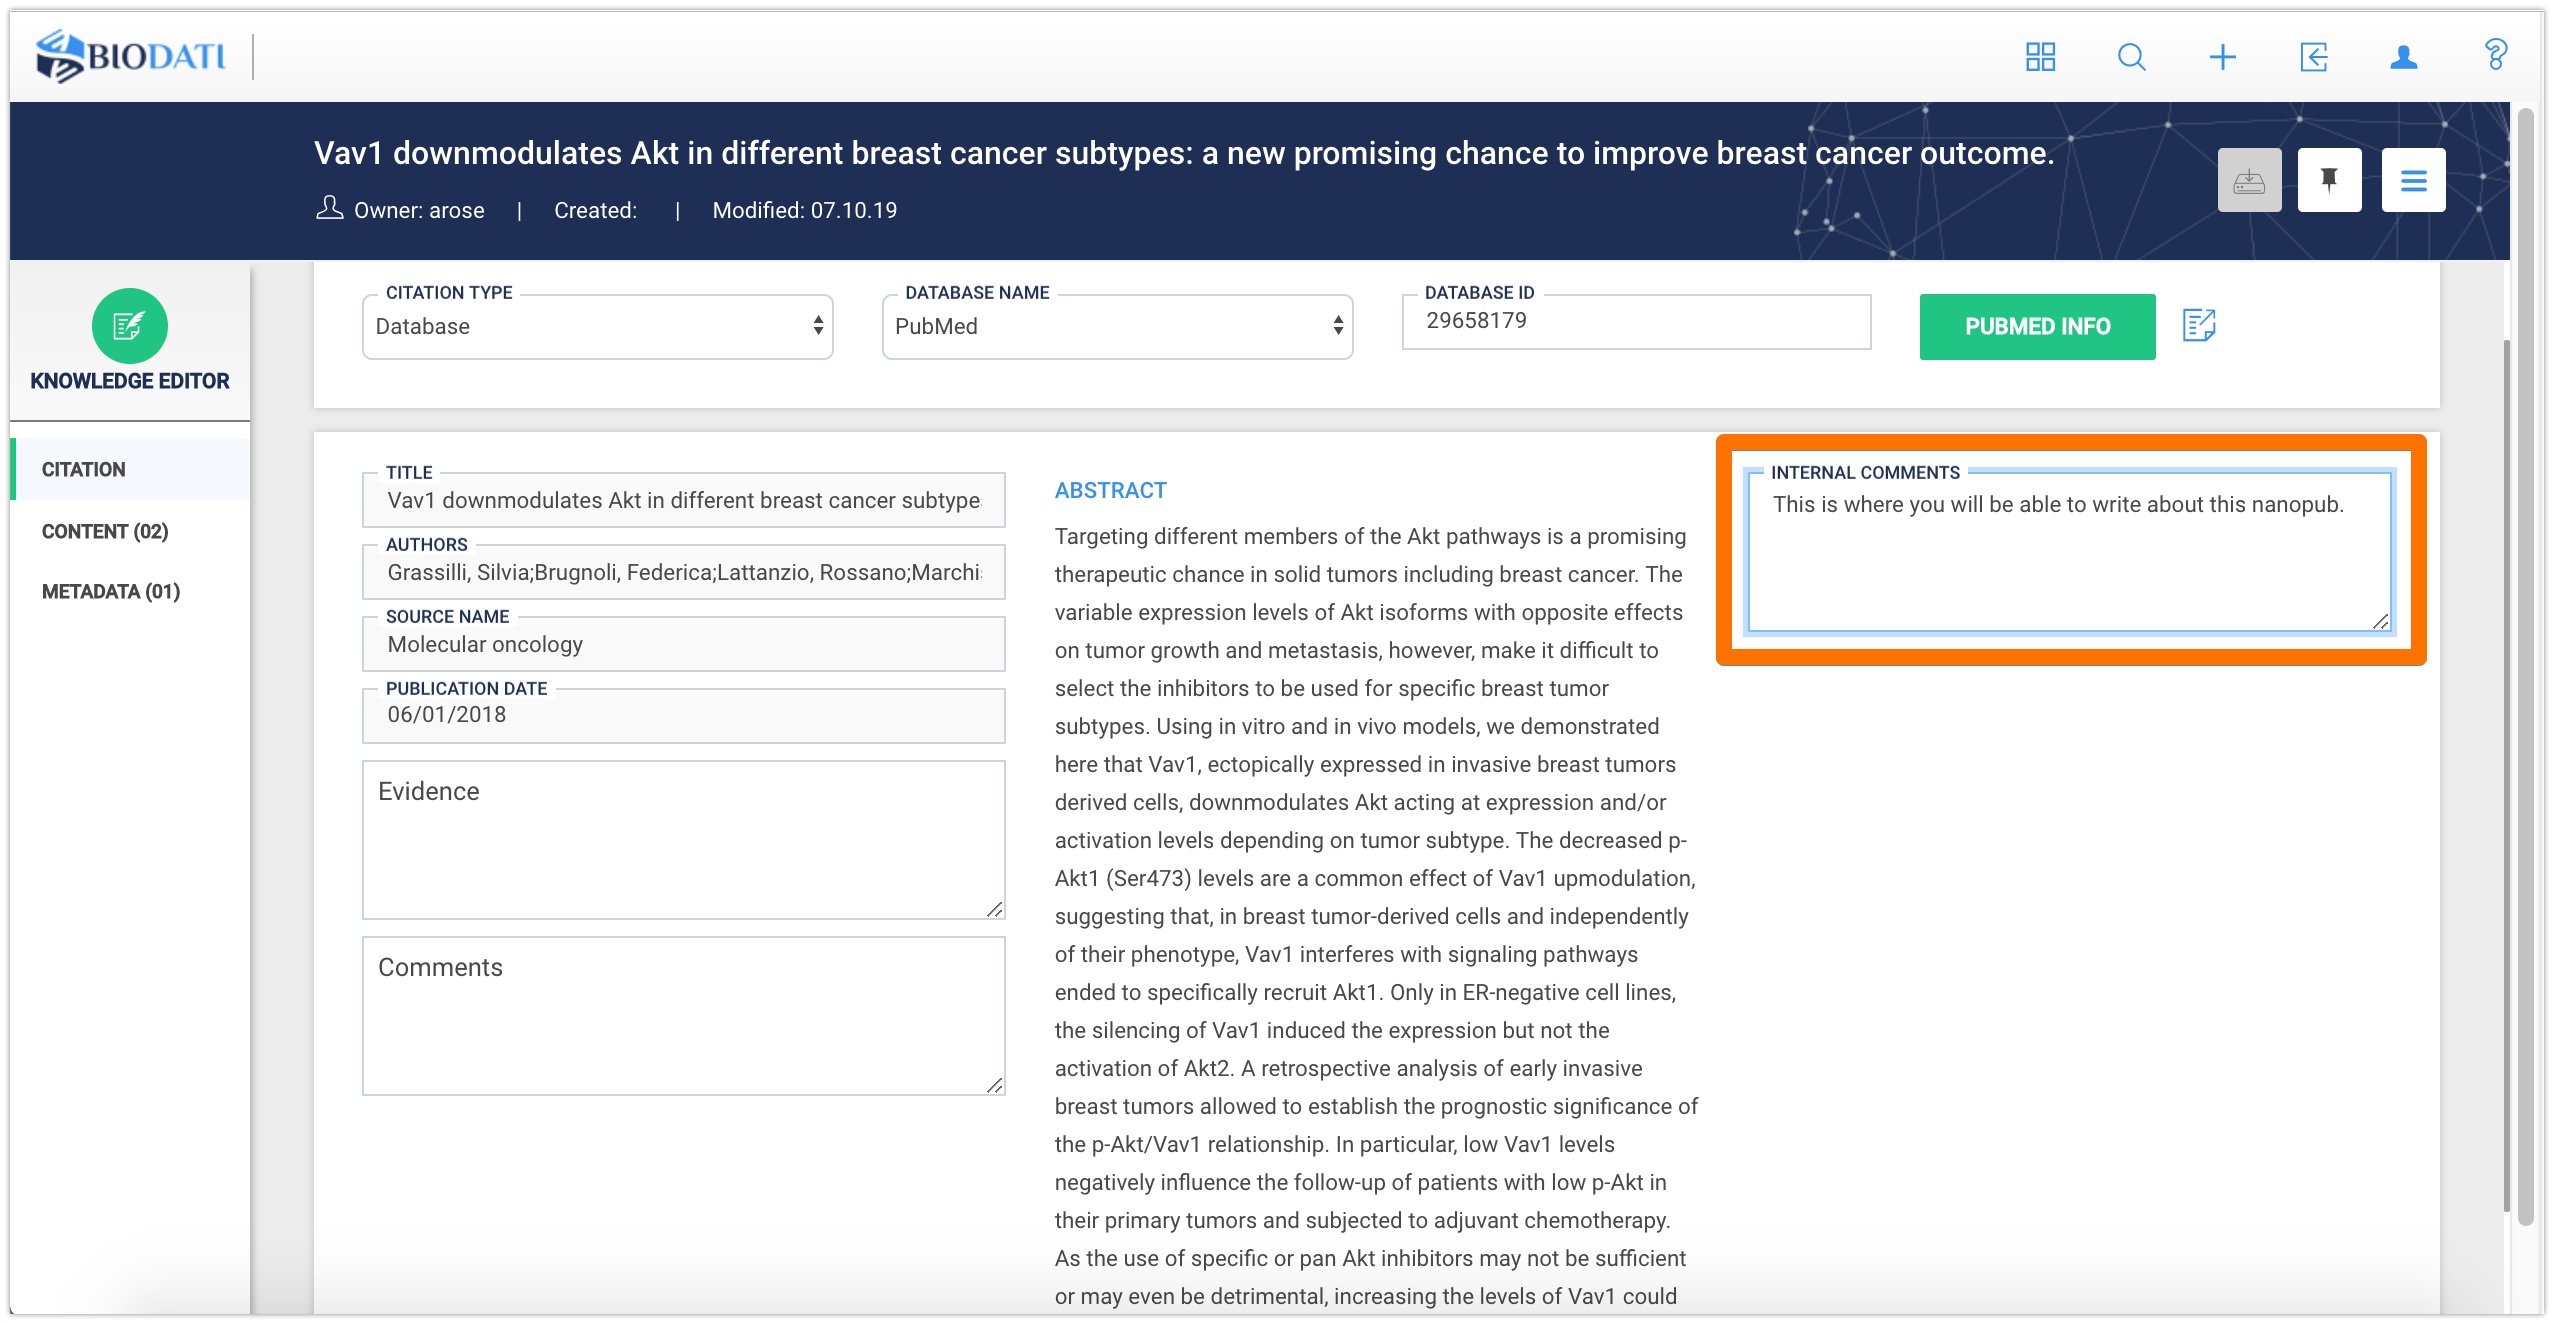 BIODATI
Vav1 downmodulates Akt in different breast cancer subtypes: a new promising chance to improve breast cancer outcome.
Owner: arose | Created: | Modified: 07.10.19
KNOWLEDGE EDITOR
CITATION
CONTENT (02)
METADATA (01)
CITATION TYPE
Database
DATABASE NAME
PubMed
DATABASE ID
29658179
PUBMED INFO
TITLE
Vav1 downmodulates Akt in different breast cancer subtype
AUTHORS
Grassilli, Silvia;Brugnoli, Federica;Lattanzio, Rossano;Marchi
SOURCE NAME
Molecular oncology
PUBLICATION DATE
06/01/2018
Evidence
Comments
ABSTRACT
Targeting different members of the Akt pathways is a promising
therapeutic chance in solid tumors including breast cancer. The
variable expression levels of Akt isoforms with opposite effects
on tumor growth and metastasis, however, make it difficult to
select the inhibitors to be used for specific breast tumor
subtypes. Using in vitro and in vivo models, we demonstrated
here that Vav1, ectopically expressed in invasive breast tumors
derived cells, downmodulates Akt acting at expression and/or
activation levels depending on tumor subtype. The decreased p-
Akt1 (Ser473) levels are a common effect of Vav1 upmodulation,
suggesting that, in breast tumor-derived cells and independently
of their phenotype, Vav1 interferes with signaling pathways
ended to specifically recruit Akt1. Only in ER-negative cell lines,
the silencing of Vav1 induced the expression but not the
activation of Akt2. A retrospective analysis of early invasive
breast tumors allowed to establish the prognostic significance of
the p-Akt/Vav1 relationship. In particular, low Vav1 levels
negatively influence the follow-up of patients with low p-Akt in
their primary tumors and subjected to adjuvant chemotherapy.
As the use of specific or pan Akt inhibitors may not be sufficient
or may even be detrimental, increasing the levels of Vav1 could
INTERNAL COMMENTS
This is where you will be able to write about this nanopub.